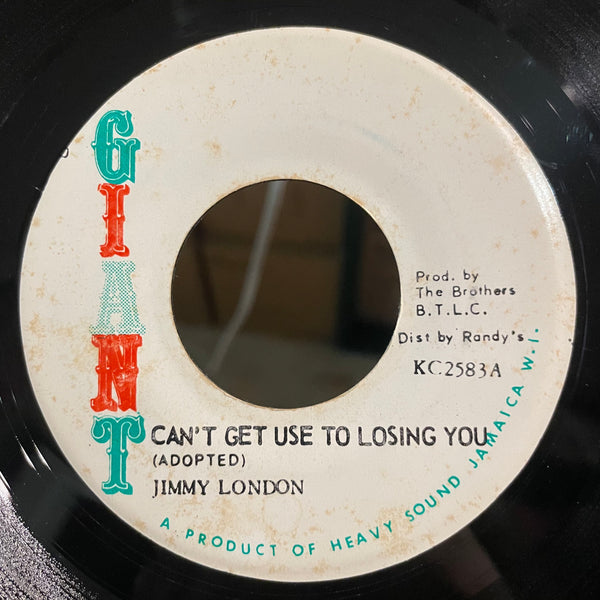 GIANT
Prod. by
The Brothers
B.T.L.C.
Dist by Randy's
KC2583A
CAN'T GET USE TO LOSING YOU
(ADOPTED)
JIMMY LONDON
A PRODUCT OF HEAVY SOUND JAMAICA W.I.